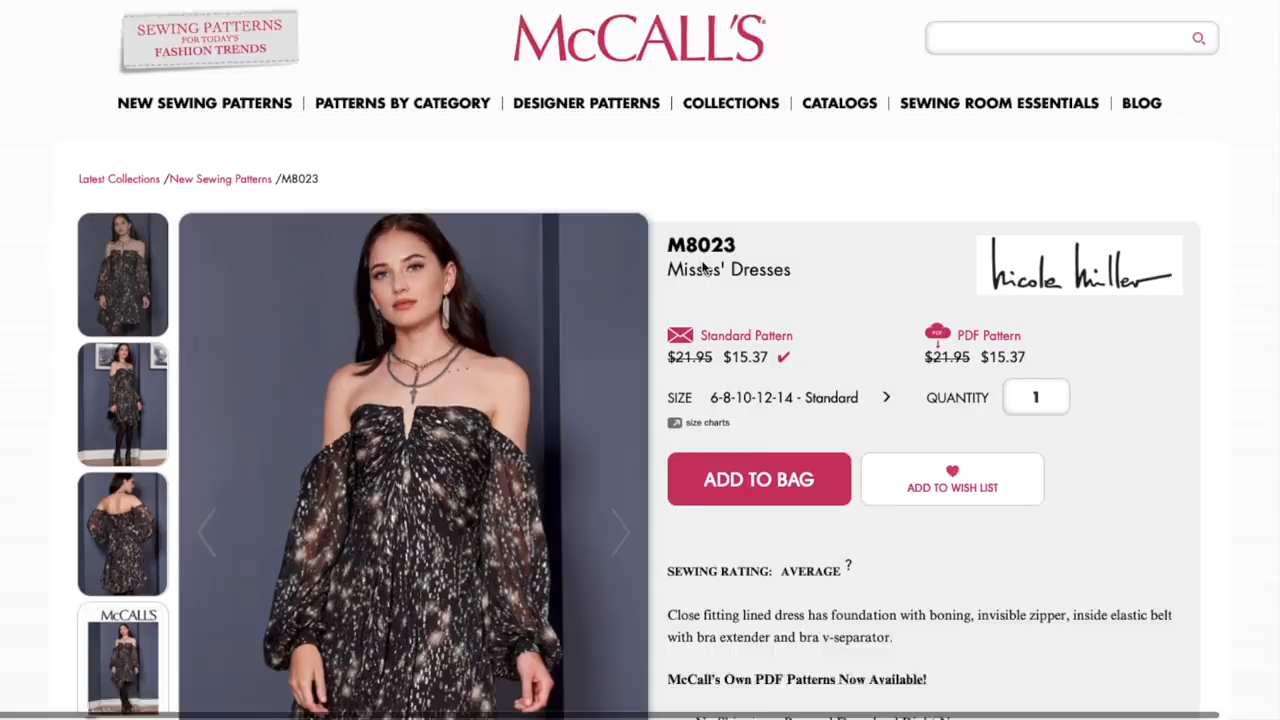 SEWING PATTERNS
FOR TODAY'S
FASHION TRENDS
McCALL'S
NEW SEWING PATTERNS
PATTERNS BY CATEGORY
DESIGNER PATTERNS
COLLECTIONS
CATALOGS
SEWING ROOM ESSENTIALS
BLOG
Latest Collections /New Sewing Patterns /M8023
M8023
Misses' Dresses
nicole miller
Standard Pattern
$21.95 $15.37
PDF
PDF Pattern
$21.95 $15.37
SIZE 6-8-10-12-14 - Standard
QUANTITY 1
size charts
ADD TO BAG
ADD TO WISH LIST
SEWING RATING: AVERAGE ?
Close fitting lined dress has foundation with boning, invisible zipper, inside elastic belt
with bra extender and bra v-separator.
McCall's Own PDF Patterns Now Available!
McCALL'S